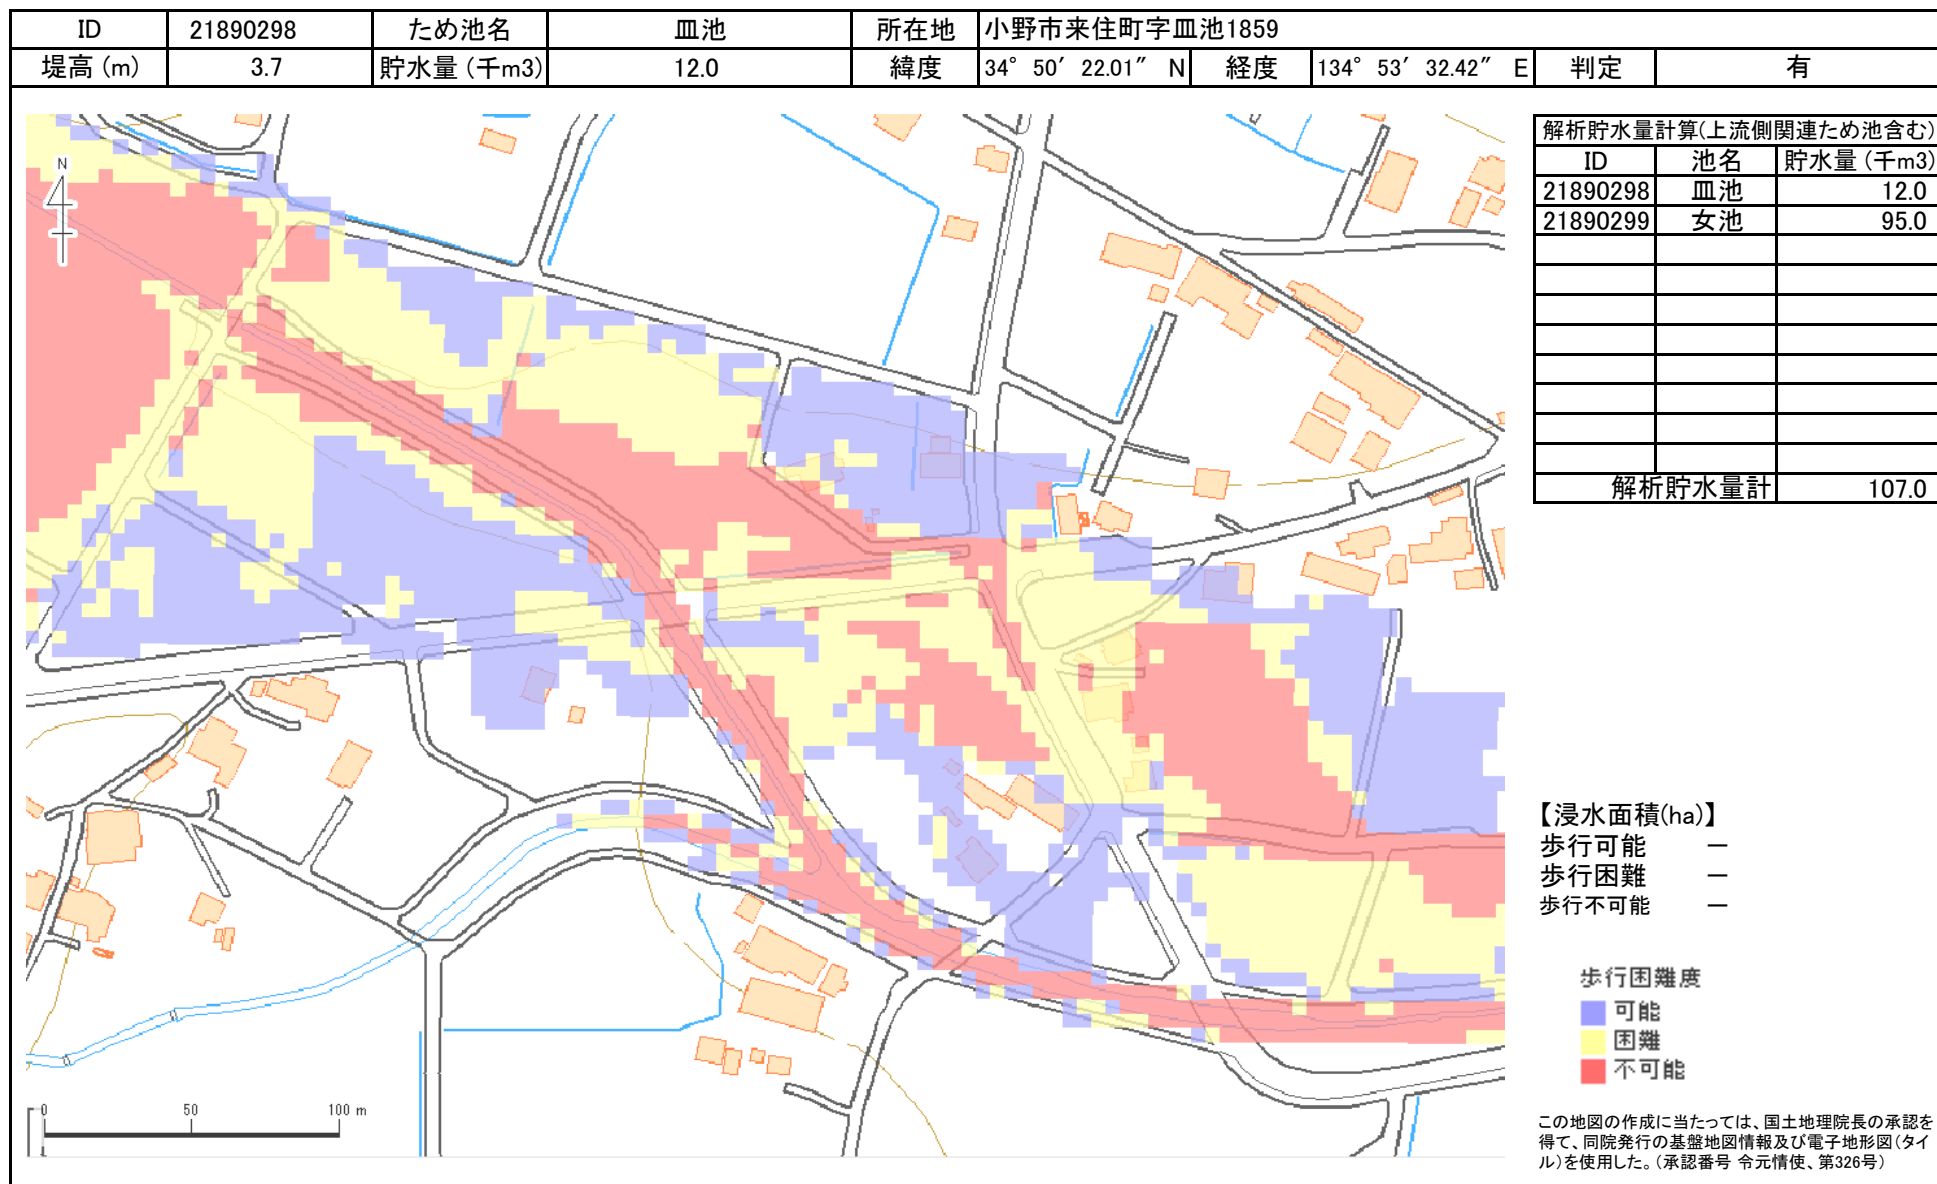 ID 21890298 ため池名 皿池 所在地 小野市来住町字皿池1859
堤高(m) 3.7 貯水量(千m3) 12.0 緯度 34° 50′ 22.01″ N 経度 134° 53′ 32.42″ E 判定 有
解析貯水量計算(上流側関連ため池含む)
ID 池名 貯水量(千m3)
21890298 皿池 12.0
21890299 女池 95.0
解析貯水量計 107.0
N
【浸水面積(ha)】
歩行可能 ー
歩行困難 ー
歩行不可能 ー
歩行困難度
可能
困難
不可能
0 50 100 m
この地図の作成に当たっては、国土地理院長の承認を
得て、同院発行の基盤地図情報及び電子地形図(タイ
ル)を使用した。(承認番号 令元情使、第326号)